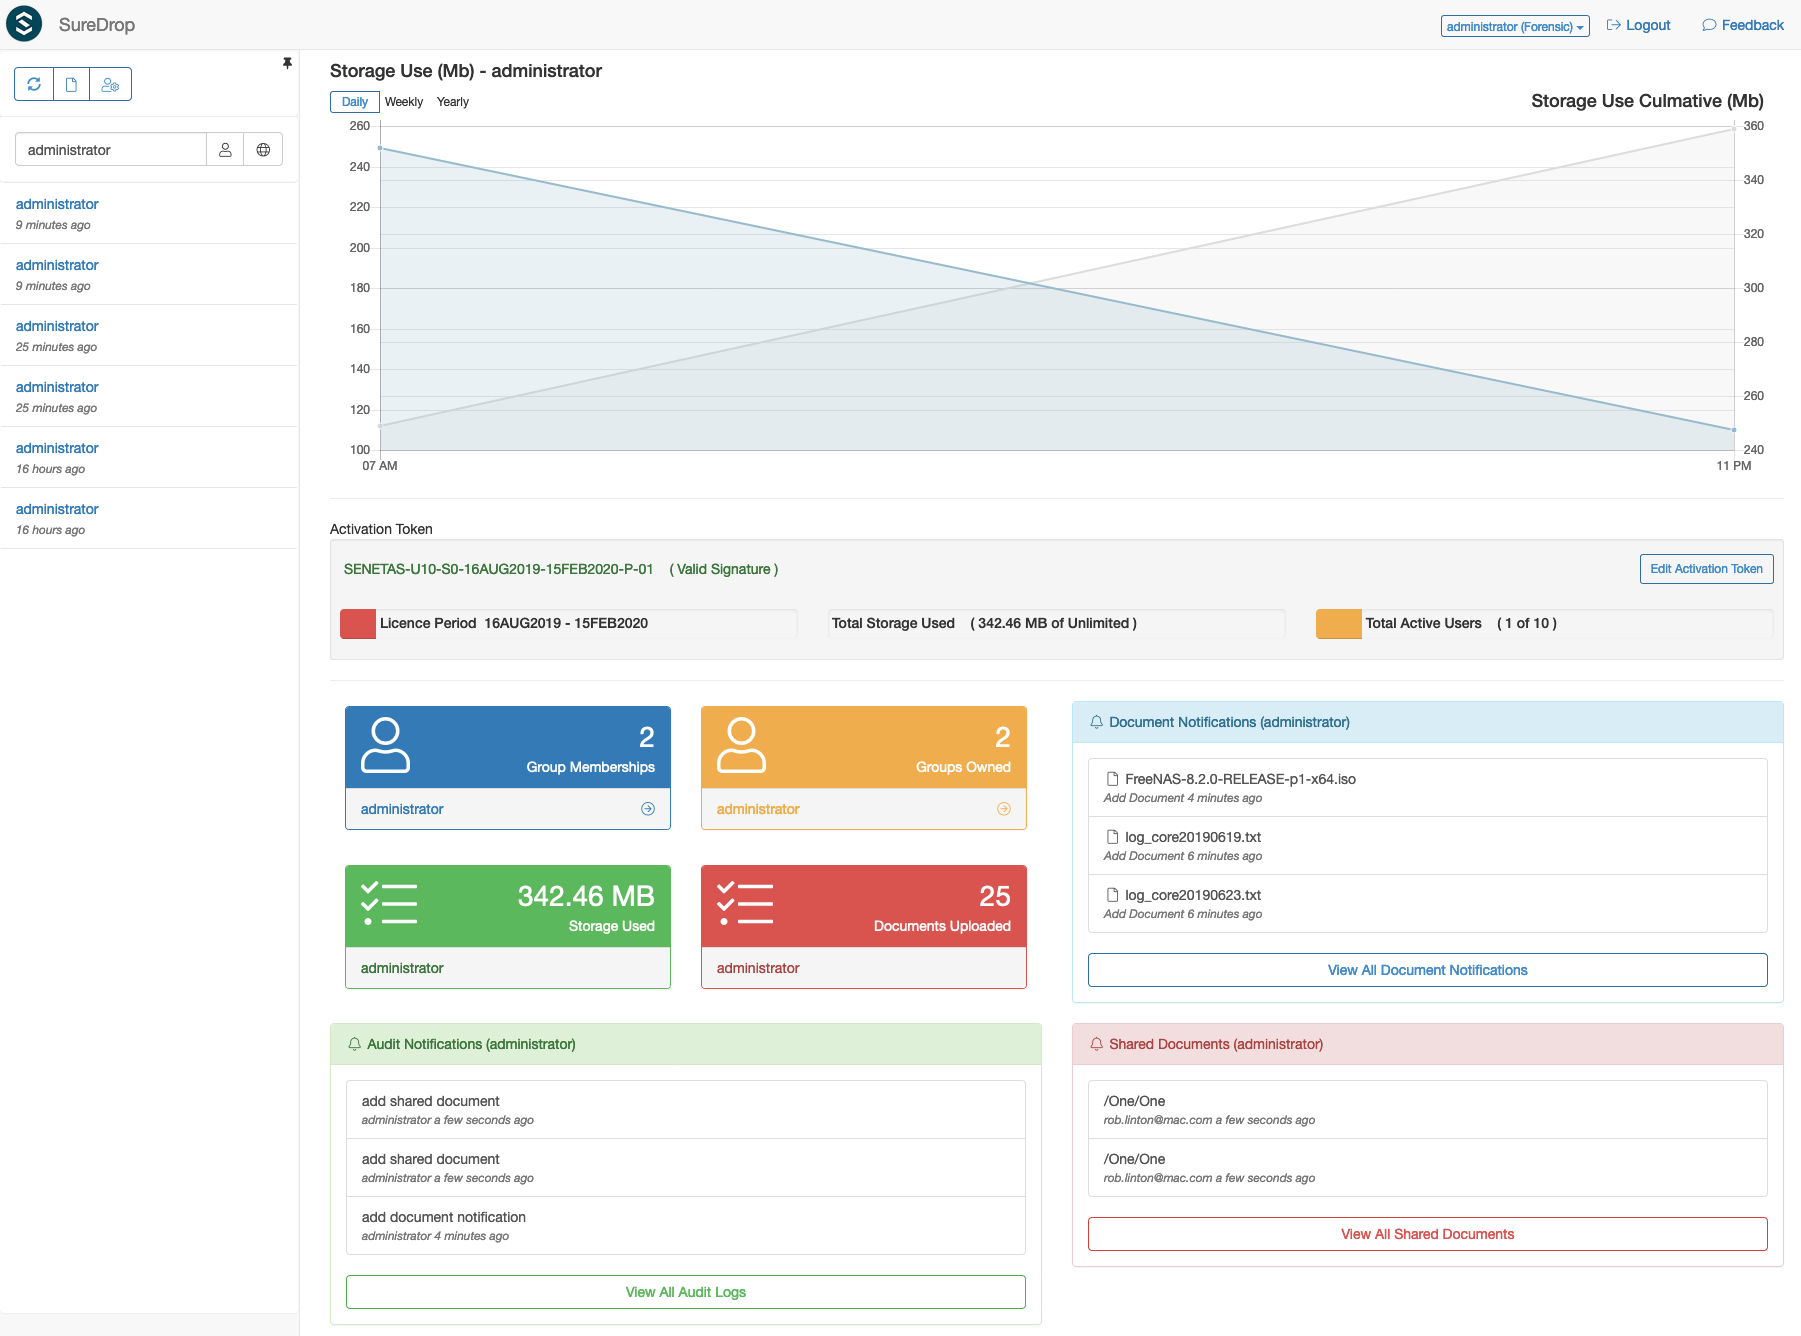 SureDrop
administrator (Forensic)
Logout
Feedback
administrator
administrator
9 minutes ago
administrator
9 minutes ago
administrator
25 minutes ago
administrator
25 minutes ago
administrator
16 hours ago
administrator
16 hours ago
Storage Use (Mb) - administrator
Daily Weekly Yearly
Storage Use Culmative (Mb)
260
240
220
200
180
160
140
120
100
360
340
320
300
280
260
240
07 AM
11 PM
Activation Token
SENETAS-U10-S0-16AUG2019-15FEB2020-P-01 ( Valid Signature )
Edit Activation Token
Licence Period 16AUG2019 - 15FEB2020
Total Storage Used ( 342.46 MB of Unlimited )
Total Active Users ( 1 of 10 )
2
Group Memberships
administrator
2
Groups Owned
administrator
342.46 MB
Storage Used
administrator
25
Documents Uploaded
administrator
Document Notifications (administrator)
FreeNAS-8.2.0-RELEASE-p1-x64.iso
Add Document 4 minutes ago
log_core20190619.txt
Add Document 6 minutes ago
log_core20190623.txt
Add Document 6 minutes ago
View All Document Notifications
Audit Notifications (administrator)
add shared document
administrator a few seconds ago
add shared document
administrator a few seconds ago
add document notification
administrator 4 minutes ago
View All Audit Logs
Shared Documents (administrator)
/One/One
rob.linton@mac.com a few seconds ago
/One/One
rob.linton@mac.com a few seconds ago
View All Shared Documents